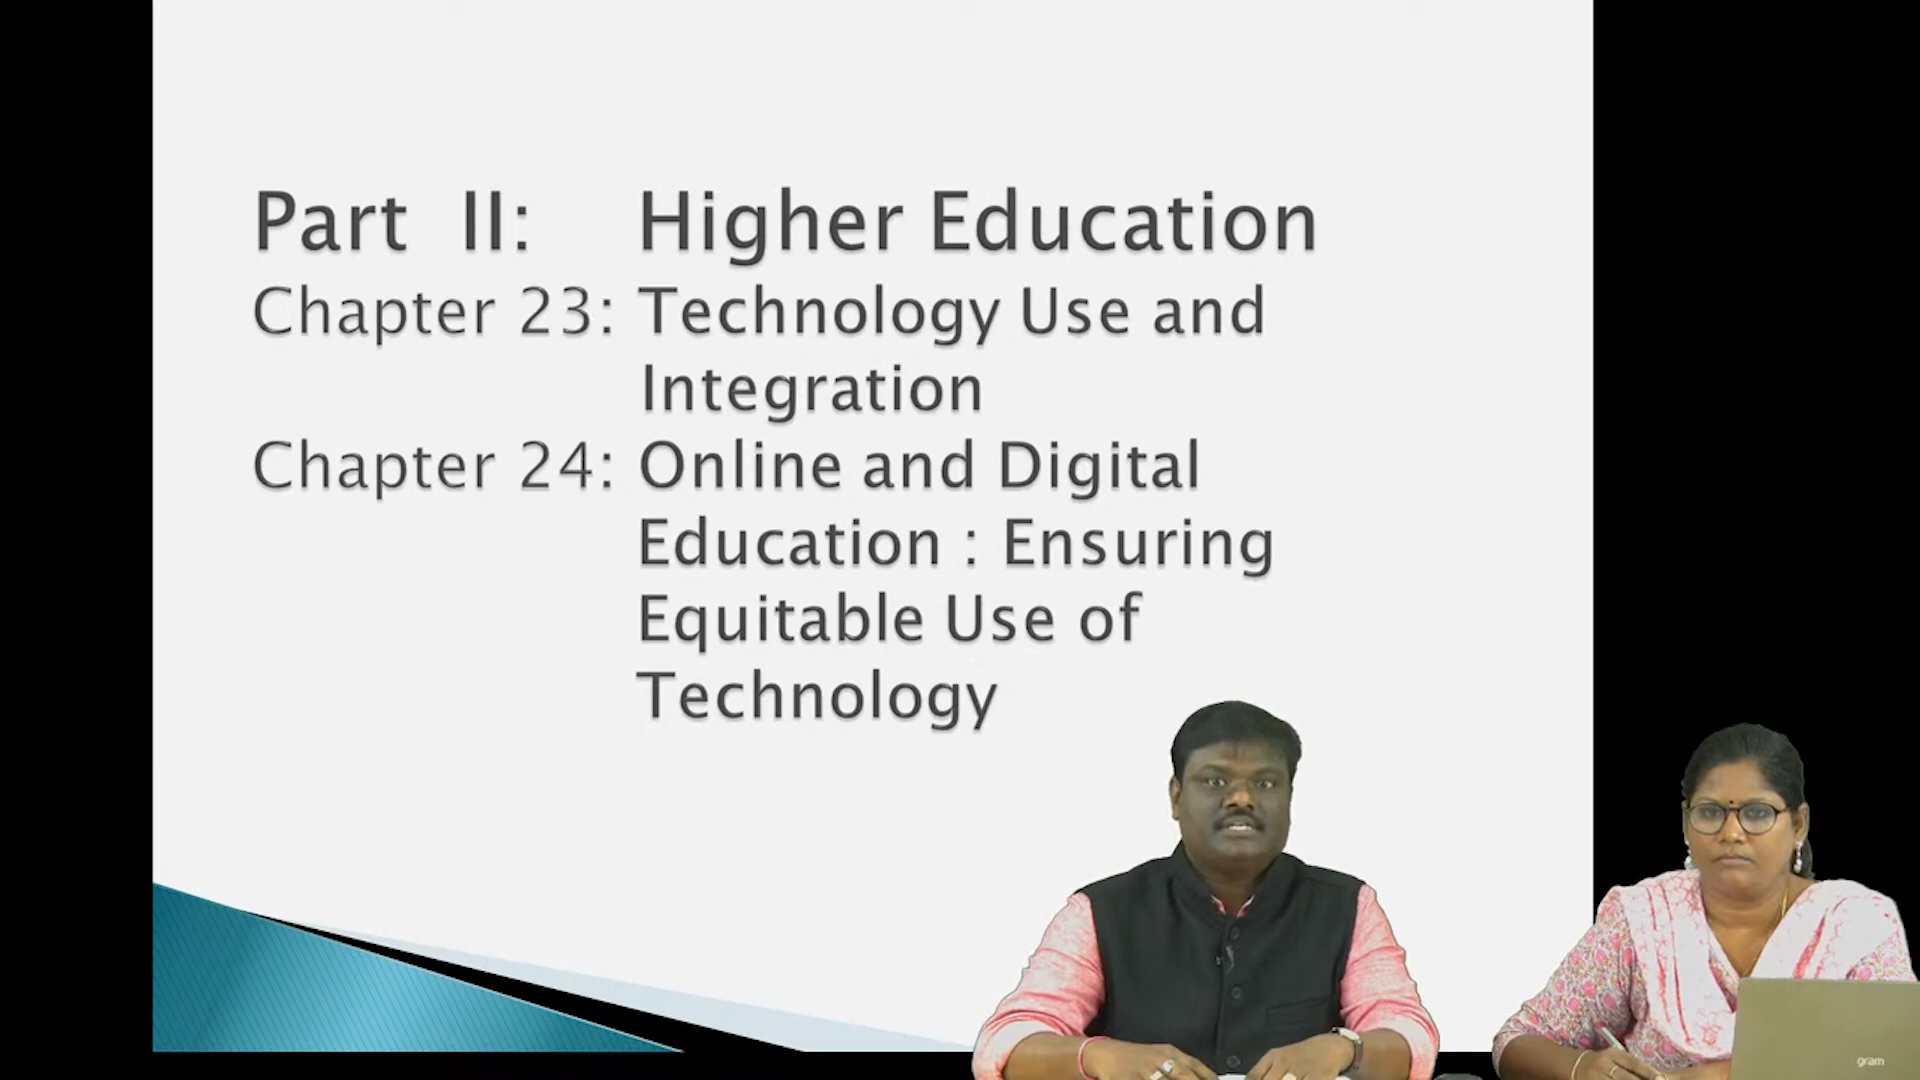 Part II: Higher Education
Chapter 23: Technology Use and
Integration
Chapter 24: Online and Digital
Education : Ensuring
Equitable Use of
Technology
gram